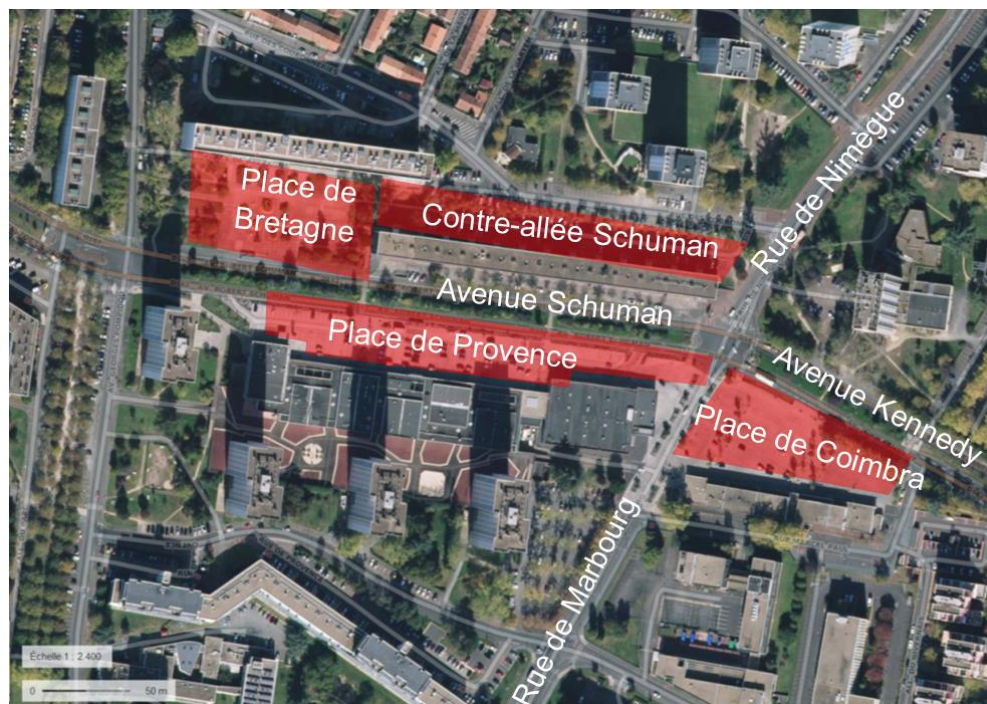 Place de
Bretagne
Contre-allée Schuman
Rue de Nimègue
Avenue Schuman
Place de Provence
Avenue Kennedy
Place de Coimbra
Rue de Marbourg
Échelle 1 : 2 400
0 50 m